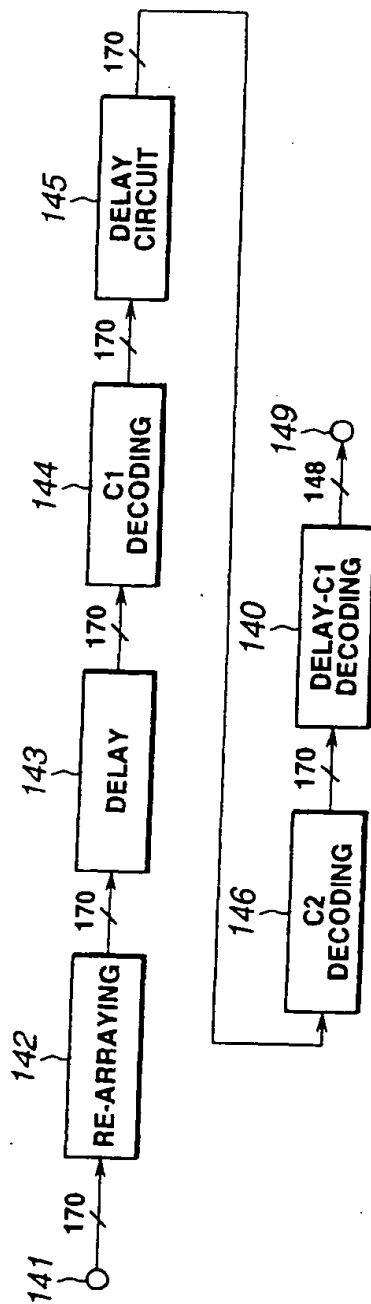 141
170
142
RE-ARRAYING
170
143
DELAY
170
144
C1
DECODING
170
145
DELAY
CIRCUIT
170
146
C2
DECODING
170
140
DELAY-C1
DECODING
148
149